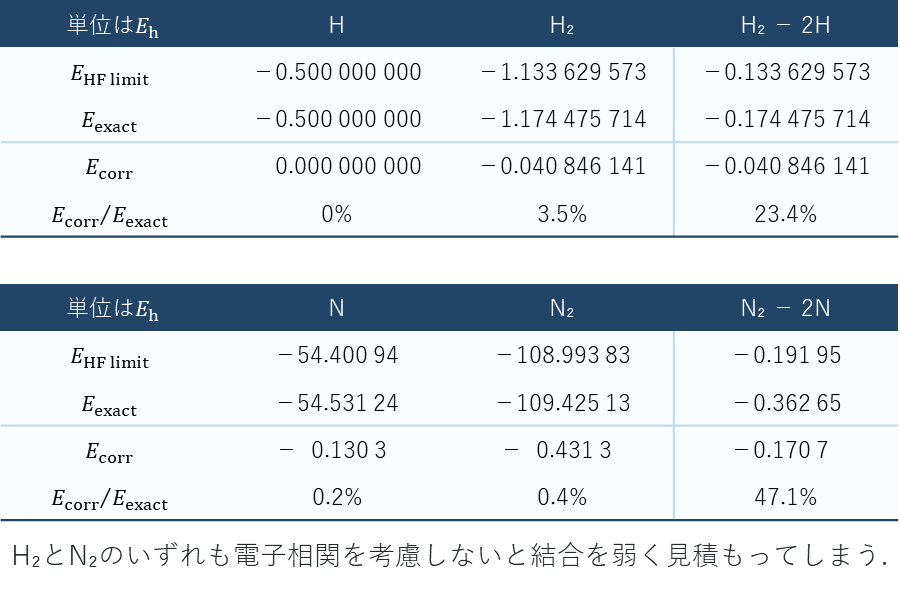 単位はEh H H₂ H₂ − 2H
EHF limit −0.500 000 000 −1.133 629 573 −0.133 629 573
Eexact −0.500 000 000 −1.174 475 714 −0.174 475 714
Ecorr 0.000 000 000 −0.040 846 141 −0.040 846 141
Ecorr/Eexact 0% 3.5% 23.4%
単位はEh N N₂ N₂ − 2N
EHF limit −54.400 94 −108.993 83 −0.191 95
Eexact −54.531 24 −109.425 13 −0.362 65
Ecorr − 0.130 3 − 0.431 3 −0.170 7
Ecorr/Eexact 0.2% 0.4% 47.1%
H₂とN₂のいずれも電子相関を考慮しないと結合を弱く見積もってしまう.